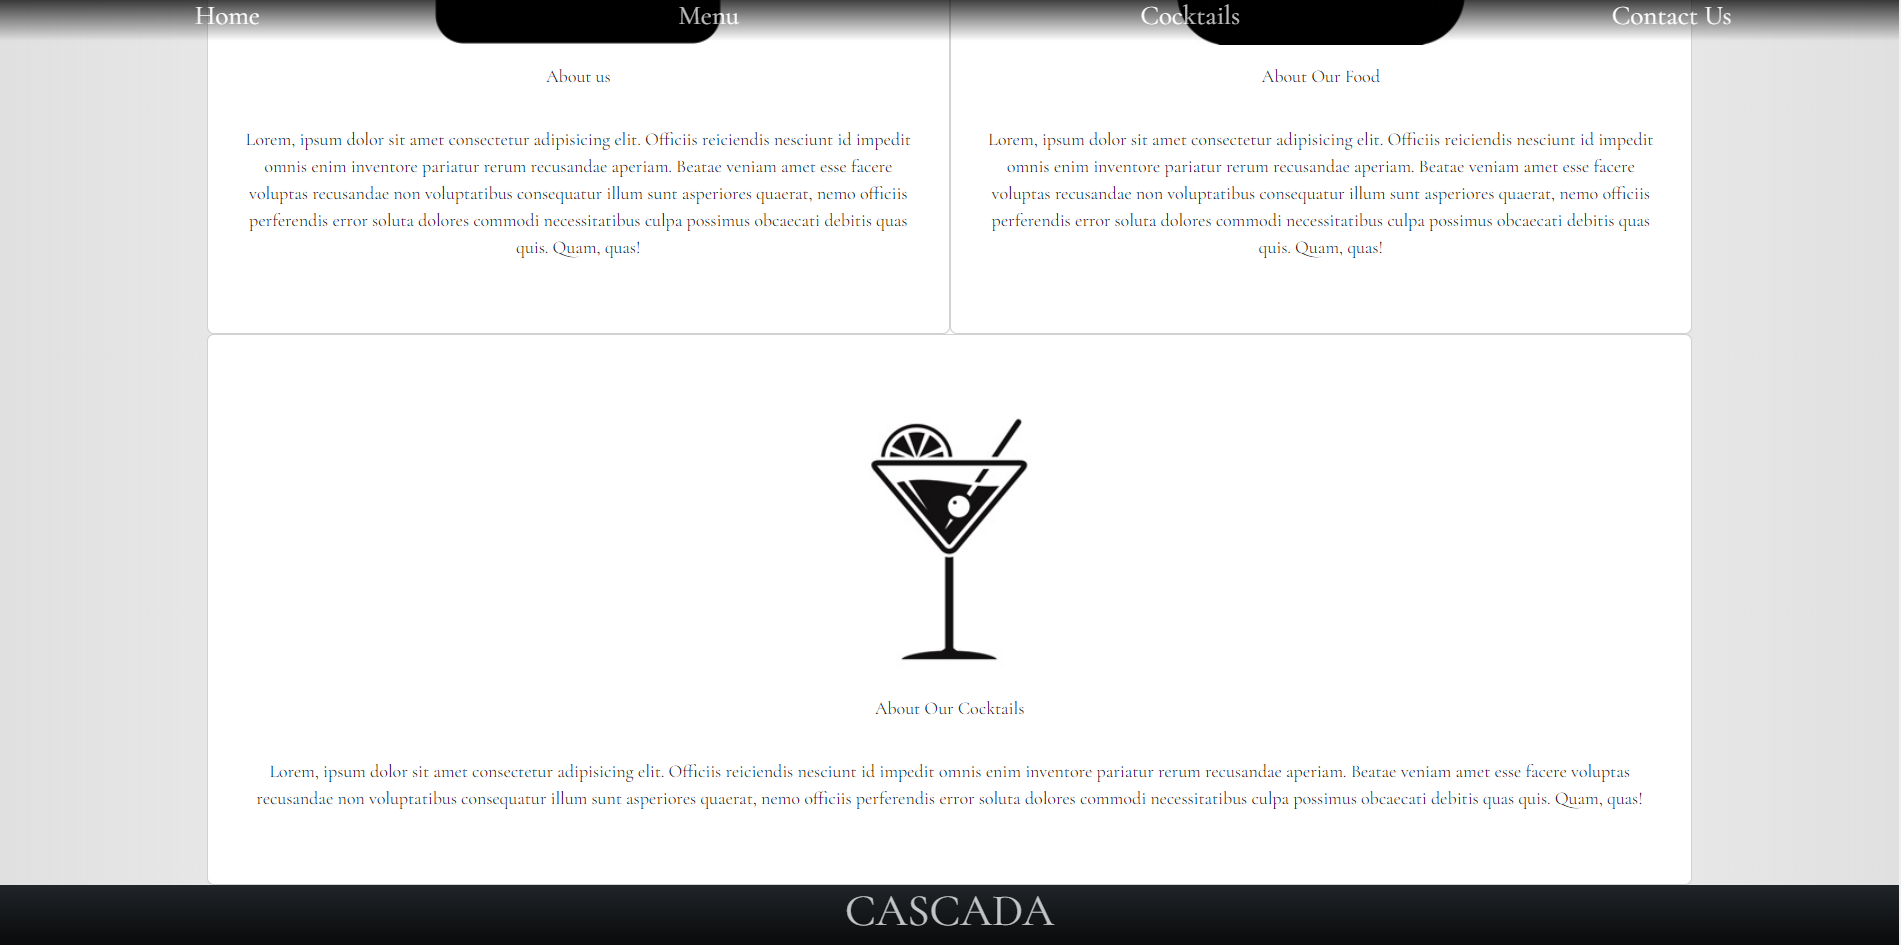 Home Menu Cocktails Contact Us
About us
Lorem, ipsum dolor sit amet consectetur adipisicing elit. Officiis reiciendis nesciunt id impedit
omnis enim inventore pariatur rerum recusandae aperiam. Beatae veniam amet esse facere
voluptas recusandae non voluptatibus consequatur illum sunt asperiores quaerat, nemo officiis
perferendis error soluta dolores commodi necessitatibus culpa possimus obcaecati debitis quas
quis. Quam, quas!
About Our Food
Lorem, ipsum dolor sit amet consectetur adipisicing elit. Officiis reiciendis nesciunt id impedit
omnis enim inventore pariatur rerum recusandae aperiam. Beatae veniam amet esse facere
voluptas recusandae non voluptatibus consequatur illum sunt asperiores quaerat, nemo officiis
perferendis error soluta dolores commodi necessitatibus culpa possimus obcaecati debitis quas
quis. Quam, quas!
About Our Cocktails
Lorem, ipsum dolor sit amet consectetur adipisicing elit. Officiis reiciendis nesciunt id impedit omnis enim inventore pariatur rerum recusandae aperiam. Beatae veniam amet esse facere voluptas
recusandae non voluptatibus consequatur illum sunt asperiores quaerat, nemo officiis perferendis error soluta dolores commodi necessitatibus culpa possimus obcaecati debitis quas quis. Quam, quas!
CASCADA